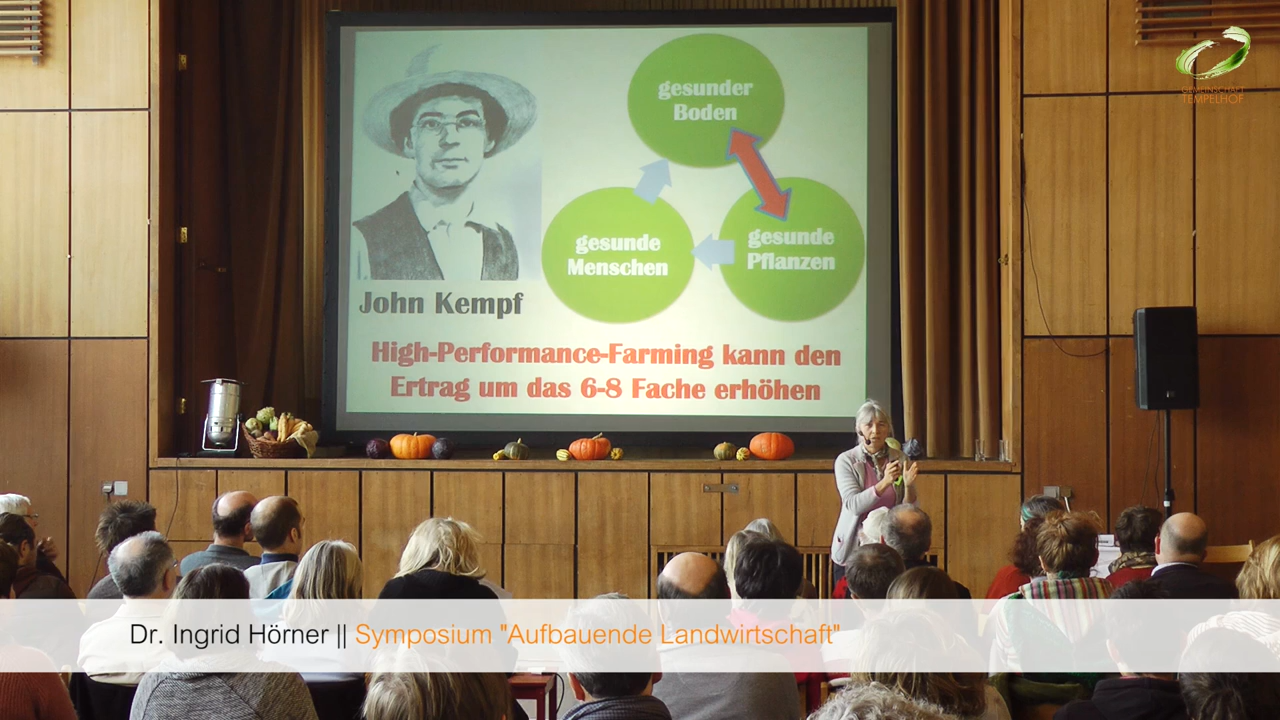 GEMEINSCHAFT
TEMPELHOF
gesunder
Boden
gesunde
Menschen
gesunde
Pflanzen
John Kempf
High-Performance-Farming kann den
Ertrag um das 6-8 Fache erhöhen
Dr. Ingrid Hörner || Symposium "Aufbauende Landwirtschaft"